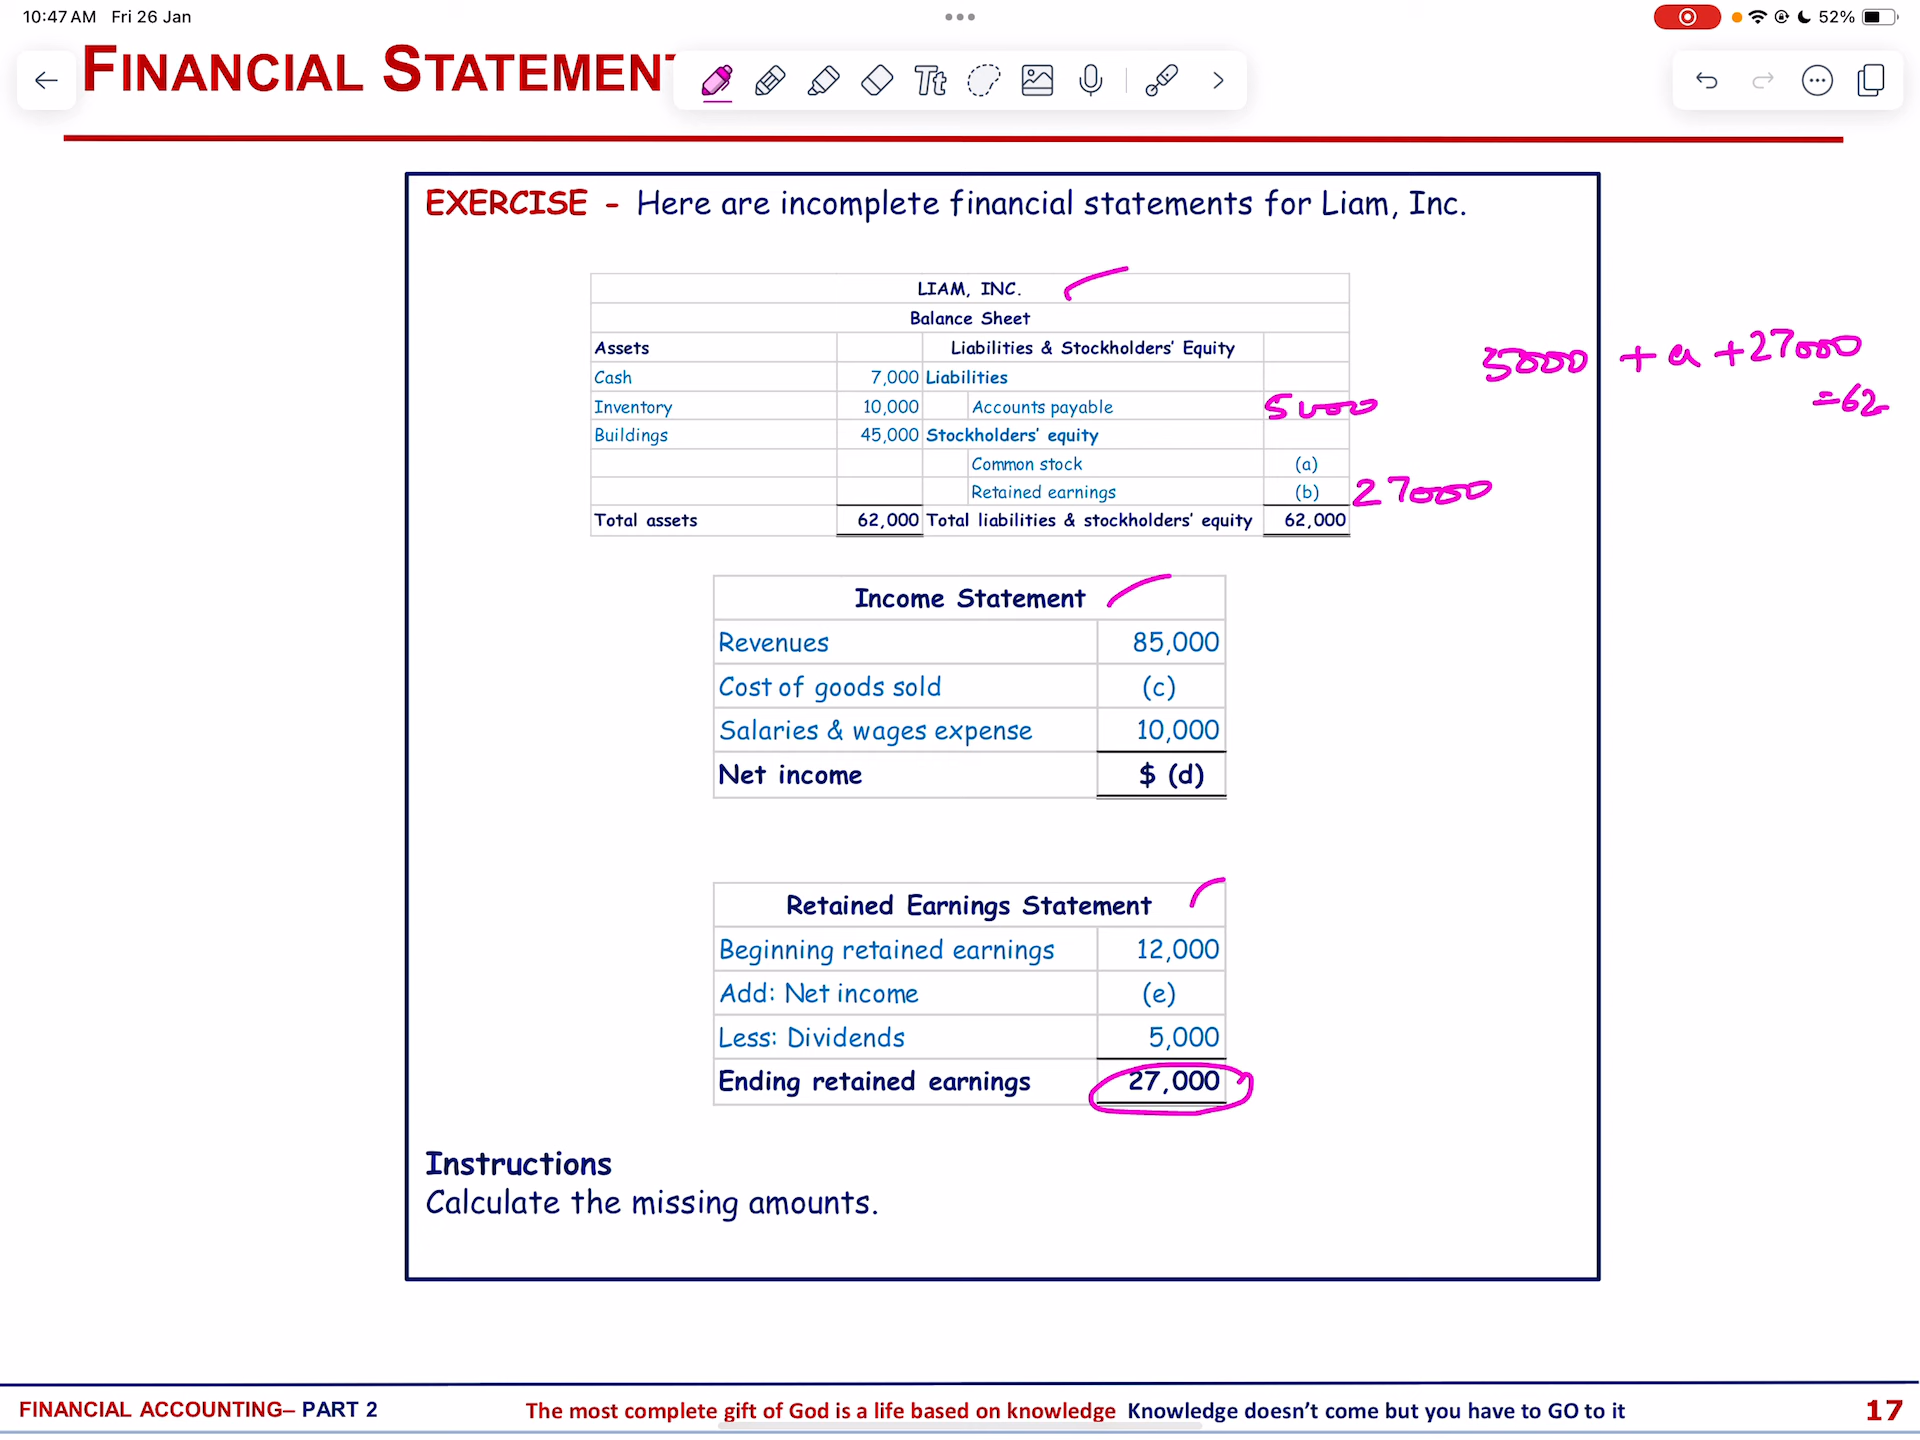 10:47 AM Fri 26 Jan 52%
FINANCIAL STATEMEN
Tt
EXERCISE - Here are incomplete financial statements for Liam, Inc.
LIAM, INC.
Balance Sheet
Assets Liabilities & Stockholders' Equity
Cash 7,000 Liabilities
Inventory 10,000 Accounts payable 5000
Buildings 45,000 Stockholders' equity
Common stock (a)
Retained earnings (b) 27000
Total assets 62,000 Total liabilities & stockholders' equity 62,000
5000 + a + 27000
=62
Income Statement
Revenues 85,000
Cost of goods sold (c)
Salaries & wages expense 10,000
Net income $ (d)
Retained Earnings Statement
Beginning retained earnings 12,000
Add: Net income (e)
Less: Dividends 5,000
Ending retained earnings 27,000
Instructions
Calculate the missing amounts.
FINANCIAL ACCOUNTING– PART 2 The most complete gift of God is a life based on knowledge Knowledge doesn't come but you have to GO to it 17